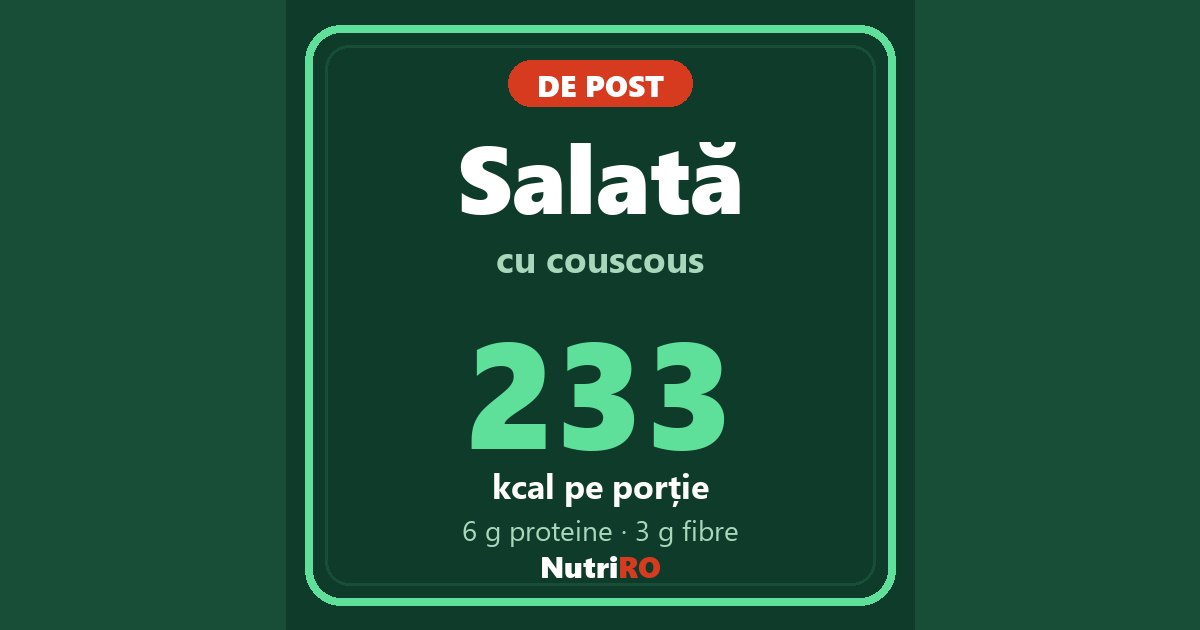 DE POST
Salată
cu couscous
233
kcal pe porție
6 g proteine · 3 g fibre
NutriRO